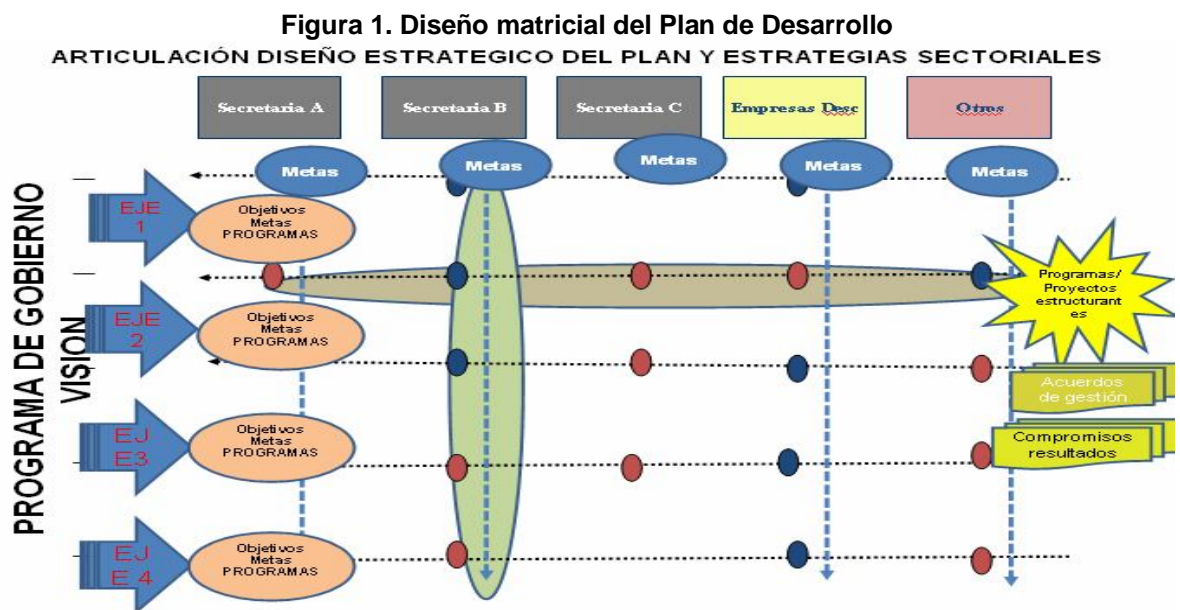 Figura 1. Diseño matricial del Plan de Desarrollo
ARTICULACIÓN DISEÑO ESTRATEGICO DEL PLAN Y ESTRATEGIAS SECTORIALES
Secretaria A
Secretaria B
Secretaria C
Empresas Desc
Otros
Metas
Metas
Metas
Metas
Metas
PROGRAMA DE GOBIERNO
VISION
EJE
1
Objetivos
Metas
PROGRAMAS
Programas/
Proyectos
estructurant
es
EJE
2
Objetivos
Metas
PROGRAMAS
Acuerdos
de gestión
EJ
E3
Objetivos
Metas
PROGRAMAS
Compromisos
resultados
EJ
E 4
Objetivos
Metas
PROGRAMAS